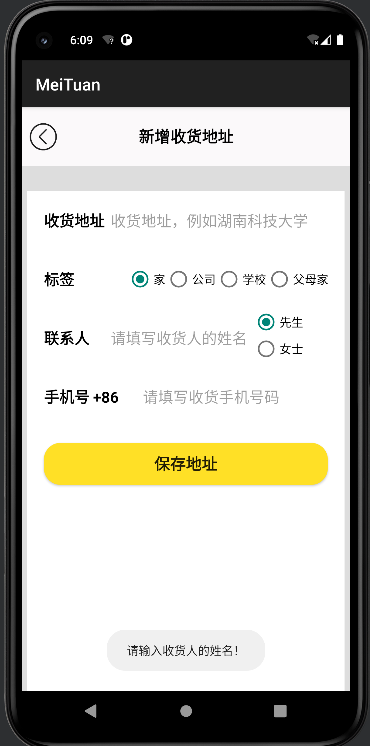 6:09
MeiTuan
新增收货地址
收货地址 收货地址，例如湖南科技大学
标签 家 公司 学校 父母家
联系人 请填写收货人的姓名 先生
女士
手机号 +86 请填写收货手机号码
保存地址
请输入收货人的姓名！